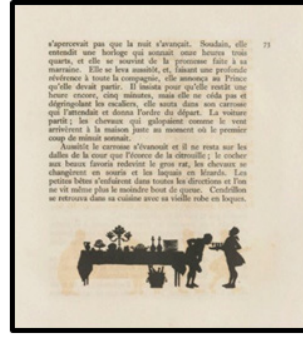 s'apercevait pas que la nuit s'avançait. Soudain, elle
75
entendit une horloge qui sonnait onze heures trois
quarts, et elle se souvint de la promesse faite à sa
marraine. Elle se leva aussitôt, et, faisant une profonde
révérence à toute la compagnie, elle annonça au Prince
qu'elle devait partir. Il insista pour qu'elle restât une
heure encore, cinq minutes, mais elle ne céda pas et
dégringolant les escaliers, elle sauta dans son carrosse
qui l'attendait et donna l'ordre du départ. La voiture
partit ; les chevaux qui galopaient comme le vent
arrivèrent à la maison juste au moment où le premier
coup de minuit sonnait.
Aussitôt le carrosse s'évanouit et il ne resta sur les
dalles de la cour que l'écorce de la citrouille ; le cocher
aux beaux favoris redevint le gros rat, les chevaux se
changèrent en souris et les laquais en lézards. Les
petites bêtes s'enfuirent dans toutes les directions et l'on
ne vit même plus le moindre bout de queue. Cendrillon
se retrouva dans sa cuisine avec sa vieille robe en loques.